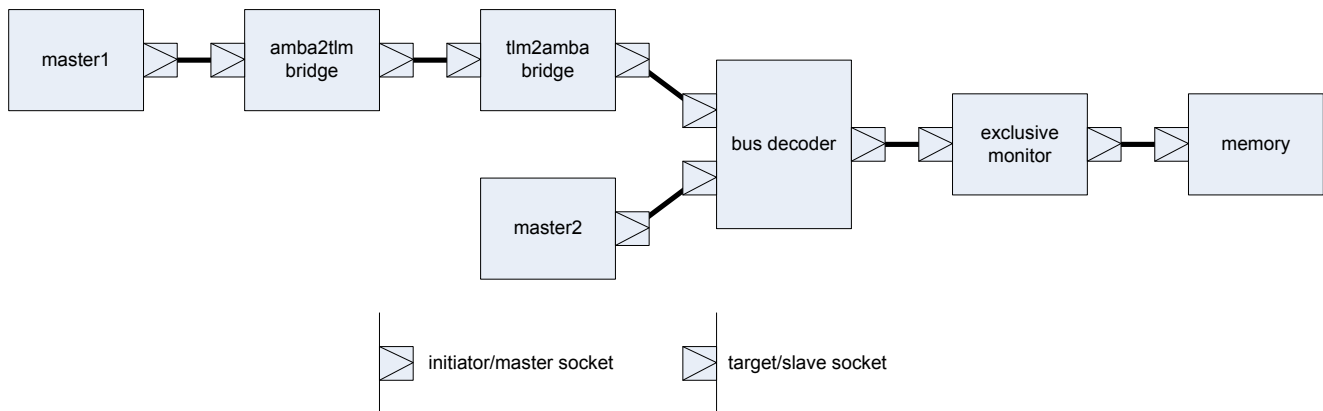 master1
amba2tlm
bridge
tlm2amba
bridge
bus decoder
exclusive
monitor
memory
master2
initiator/master socket
target/slave socket